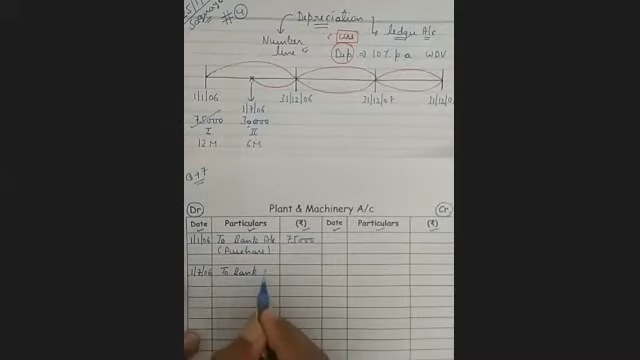 #4
Depreciation
Number line
ledger A/c
Dep ⇒ 10% p a WDV
1/1/06
1/7/06
31/12/06
31/12/07
75000
30000
I
II
12 M
6 M
Plant & Machinery A/c
Dr
Cr
Date Particulars (₹) Date Particulars (₹)
1/1/06 To Bank A/c 75000
(Purchase)
1/7/06 To Bank